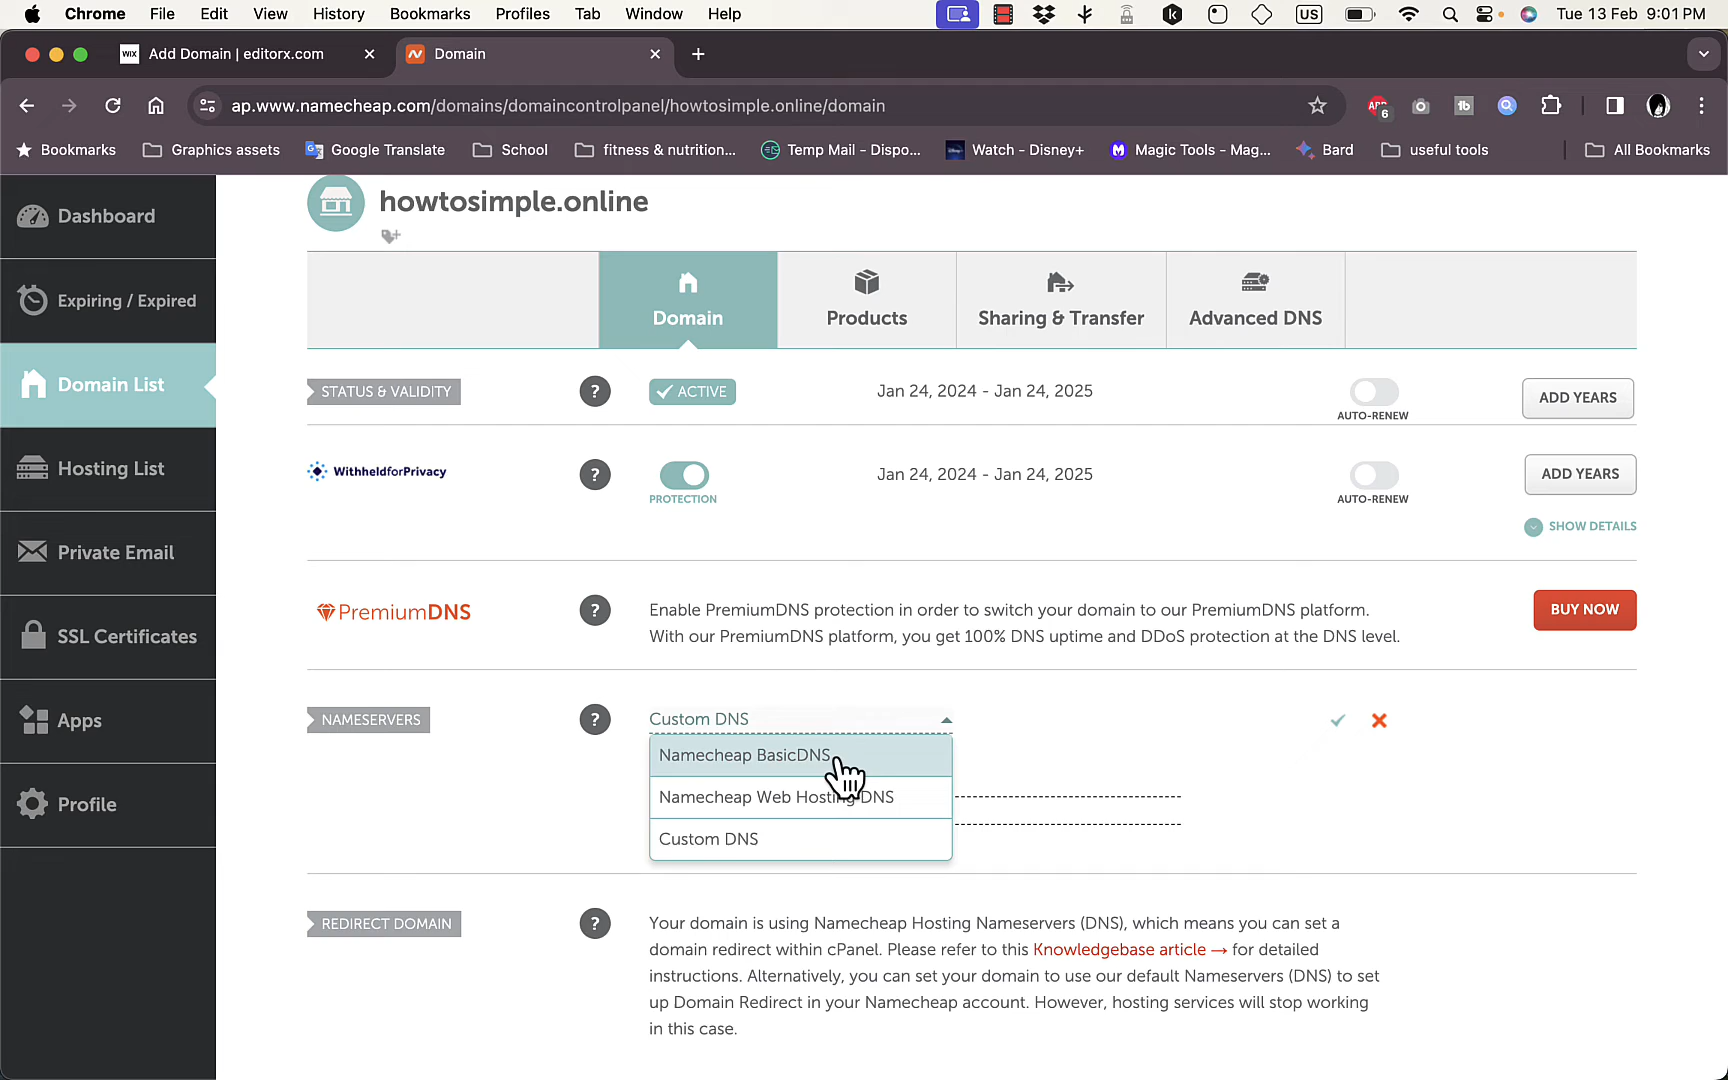 Chrome File Edit View History Bookmarks Profiles Tab Window Help US Tue 13 Feb 9:01 PM
WIX Add Domain | editorx.com Domain
ap.www.namecheap.com/domains/domaincontrolpanel/howtosimple.online/domain ABP 6 tb
Bookmarks Graphics assets Google Translate School fitness & nutrition... Temp Mail - Dispo... Watch - Disney+ Magic Tools - Mag... Bard useful tools All Bookmarks
howtosimple.online
Dashboard
Expiring / Expired
Domain List
Hosting List
Private Email
SSL Certificates
Apps
Profile
Domain Products Sharing & Transfer Advanced DNS
STATUS & VALIDITY ? ACTIVE Jan 24, 2024 - Jan 24, 2025 AUTO-RENEW ADD YEARS
WithheldforPrivacy ? PROTECTION Jan 24, 2024 - Jan 24, 2025 AUTO-RENEW ADD YEARS
SHOW DETAILS
PremiumDNS ? Enable PremiumDNS protection in order to switch your domain to our PremiumDNS platform. BUY NOW
With our PremiumDNS platform, you get 100% DNS uptime and DDoS protection at the DNS level.
NAMESERVERS ? Custom DNS
Namecheap BasicDNS
Namecheap Web Hosting DNS
Custom DNS
REDIRECT DOMAIN ? Your domain is using Namecheap Hosting Nameservers (DNS), which means you can set a
domain redirect within cPanel. Please refer to this Knowledgebase article → for detailed
instructions. Alternatively, you can set your domain to use our default Nameservers (DNS) to set
up Domain Redirect in your Namecheap account. However, hosting services will stop working
in this case.